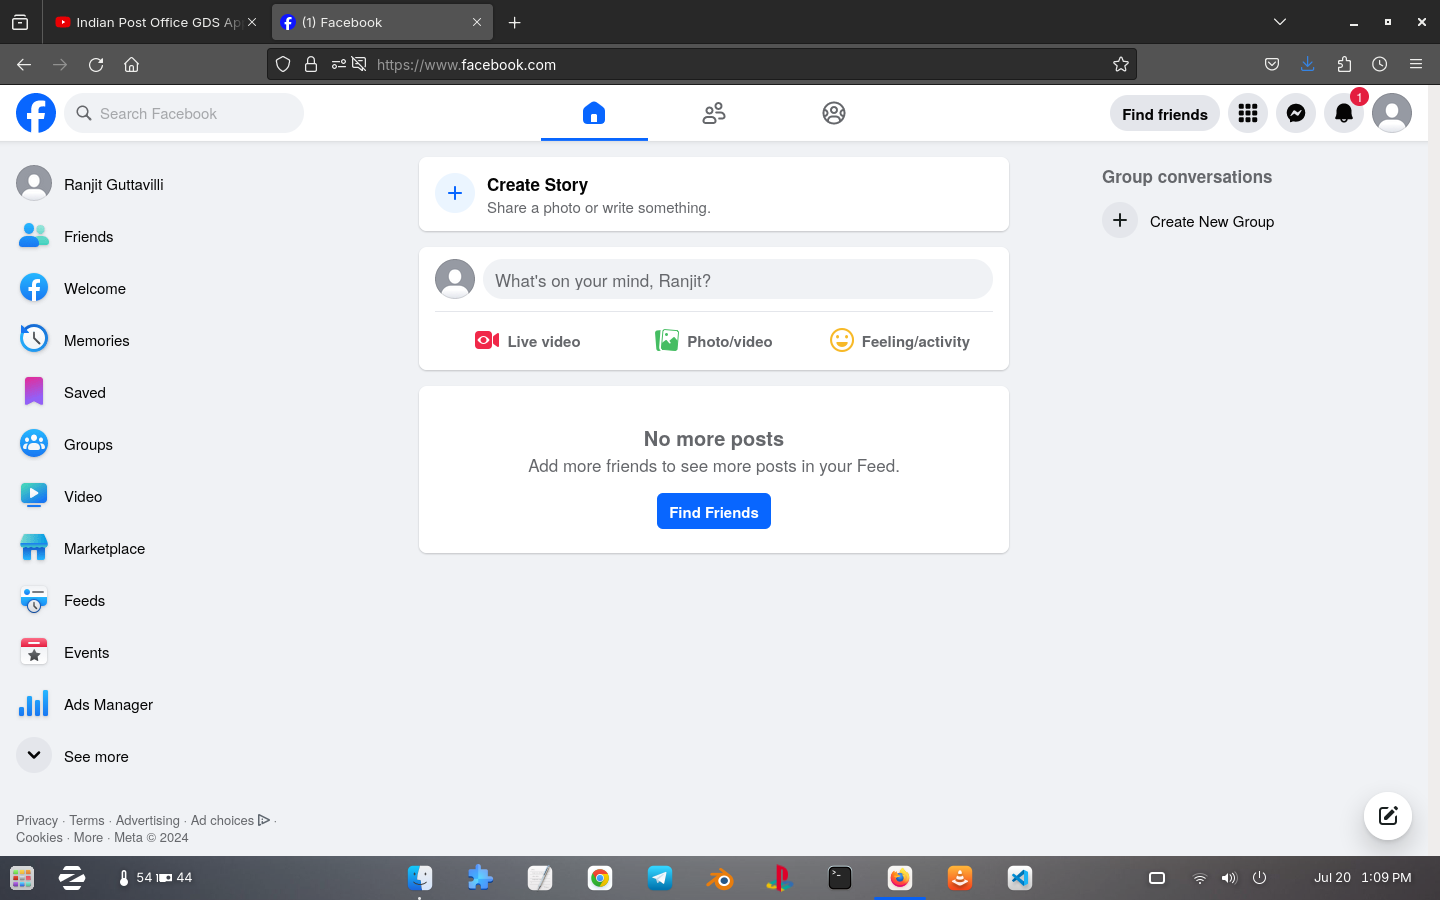 Indian Post Office GDS Ap
(1) Facebook
https://www.facebook.com
Search Facebook
Find friends
1
Ranjit Guttavilli
Friends
Welcome
Memories
Saved
Groups
Video
Marketplace
Feeds
Events
Ads Manager
See more
Privacy · Terms · Advertising · Ad choices ·
Cookies · More · Meta © 2024
Create Story
Share a photo or write something.
What's on your mind, Ranjit?
Live video
Photo/video
Feeling/activity
No more posts
Add more friends to see more posts in your Feed.
Find Friends
Group conversations
Create New Group
54 44
Jul 20 1:09 PM